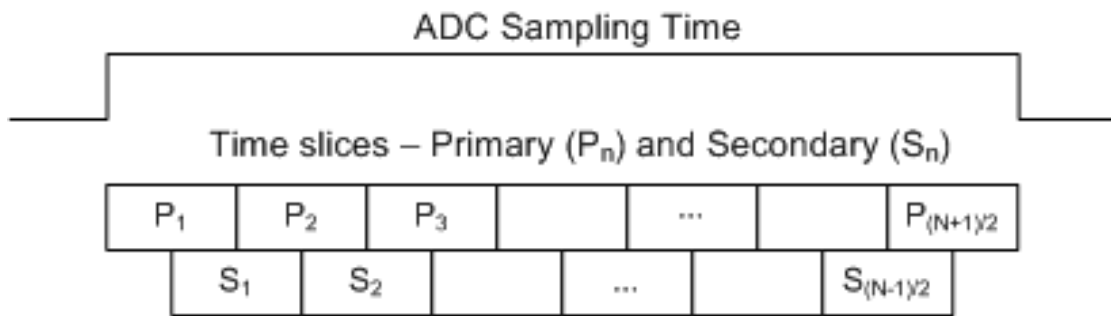 ADC Sampling Time
Time slices – Primary (Pₙ) and Secondary (Sₙ)
P₁ P₂ P₃ ... P₍N+1₎/₂
S₁ S₂ ... S₍N-1₎/₂